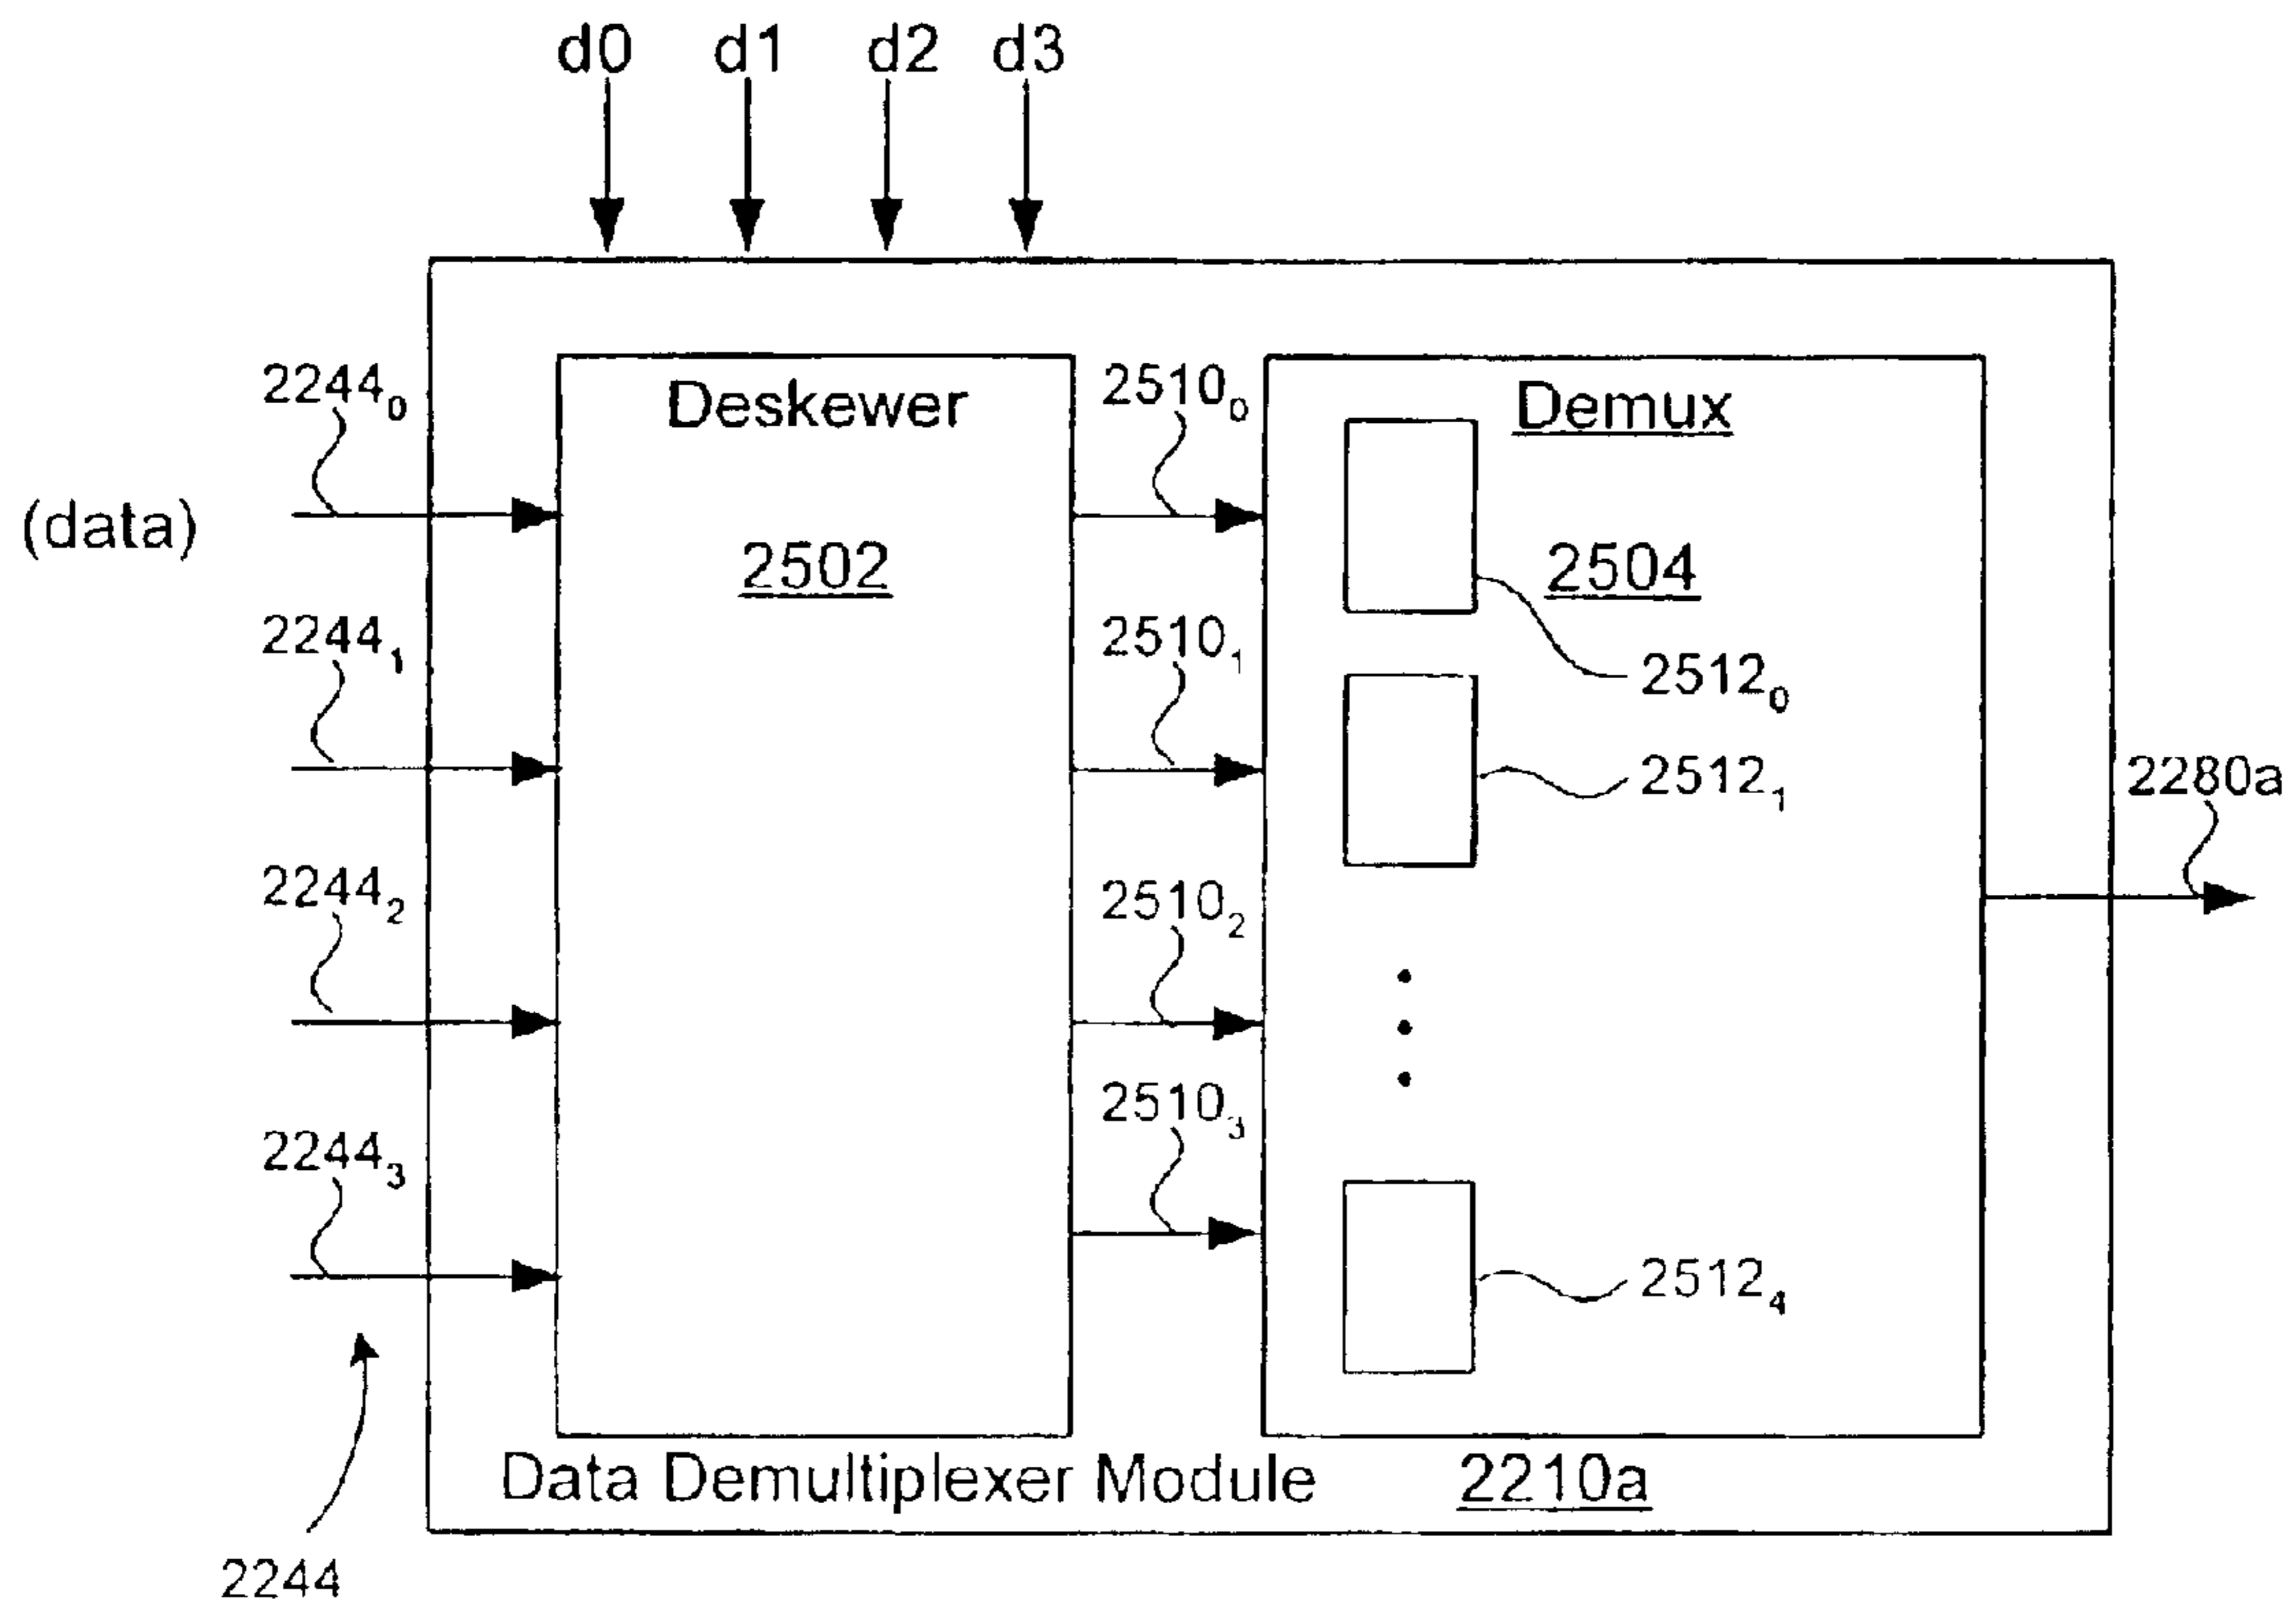 d0 d1 d2 d3
2244₀
Deskewer
2510₀
Demux
(data)
2502
2504
2244₁
2510₁
2512₀
2512₁
2280a
2244₂
2510₂
2510₃
2244₃
2512₄
Data Demultiplexer Module 2210a
2244